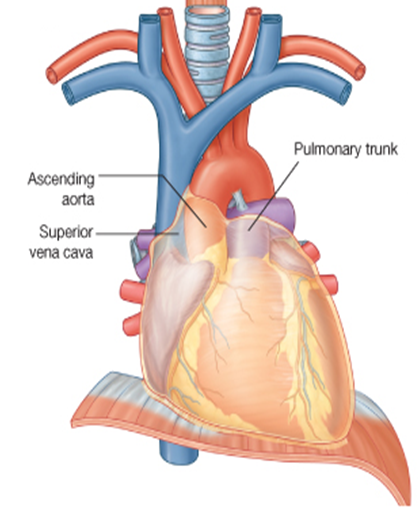 Pulmonary trunk
Ascending
aorta
Superior
vena cava